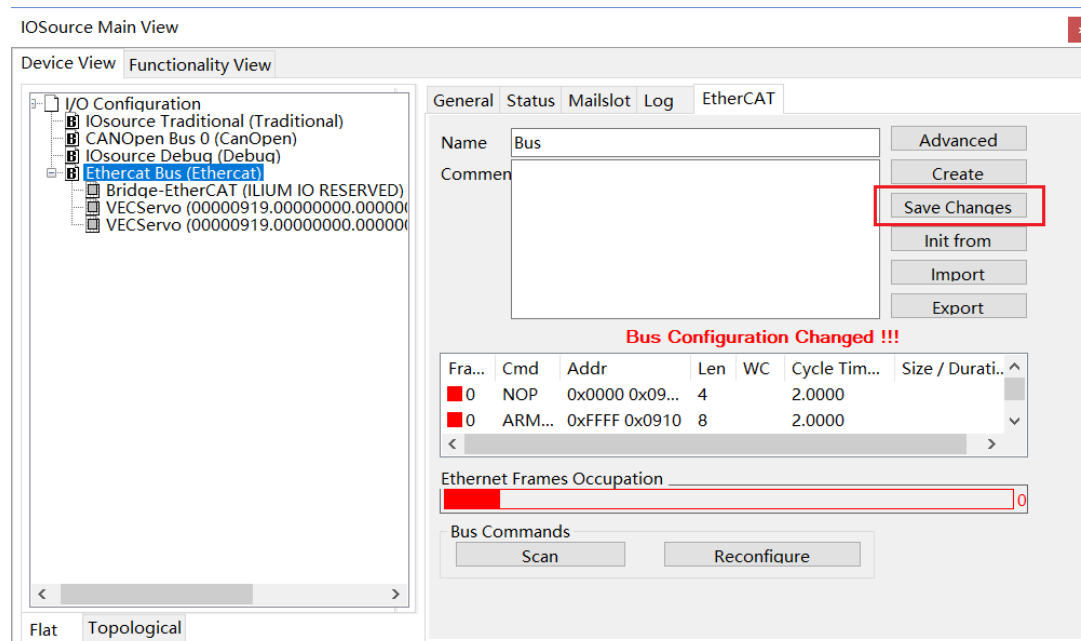 IOSource Main View
Device View Functionality View
I/O Configuration
IOsource Traditional (Traditional)
CANOpen Bus 0 (CanOpen)
IOsource Debug (Debug)
Ethercat Bus (Ethercat)
Bridge-EtherCAT (ILIUM IO RESERVED)
VECServo (00000919.00000000.000000
VECServo (00000919.00000000.000000
Flat Topological
General Status Mailslot Log EtherCAT
Name Bus Advanced
Commen Create
Save Changes
Init from
Import
Export
Bus Configuration Changed !!!
Fra... Cmd Addr Len WC Cycle Tim... Size / Durati..
0 NOP 0x0000 0x09... 4 2.0000
0 ARM... 0xFFFF 0x0910 8 2.0000
Ethernet Frames Occupation
0
Bus Commands
Scan Reconfigure